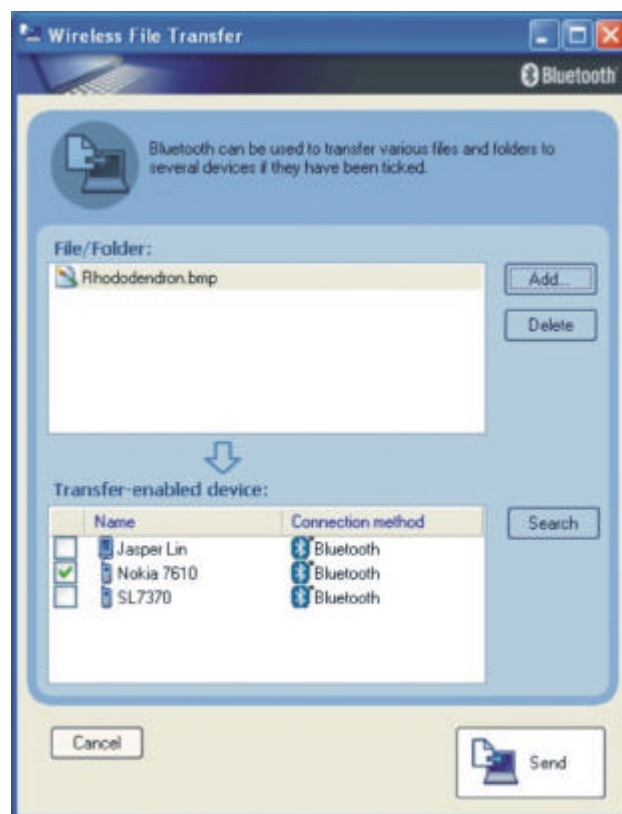 Wireless File Transfer
Bluetooth
Bluetooth can be used to transfer various files and folders to
several devices if they have been ticked.
File/Folder:
Rhododendron.bmp
Add...
Delete
Transfer-enabled device:
Name Connection method
Search
Jasper Lin Bluetooth
Nokia 7610 Bluetooth
SL7370 Bluetooth
Cancel
Send